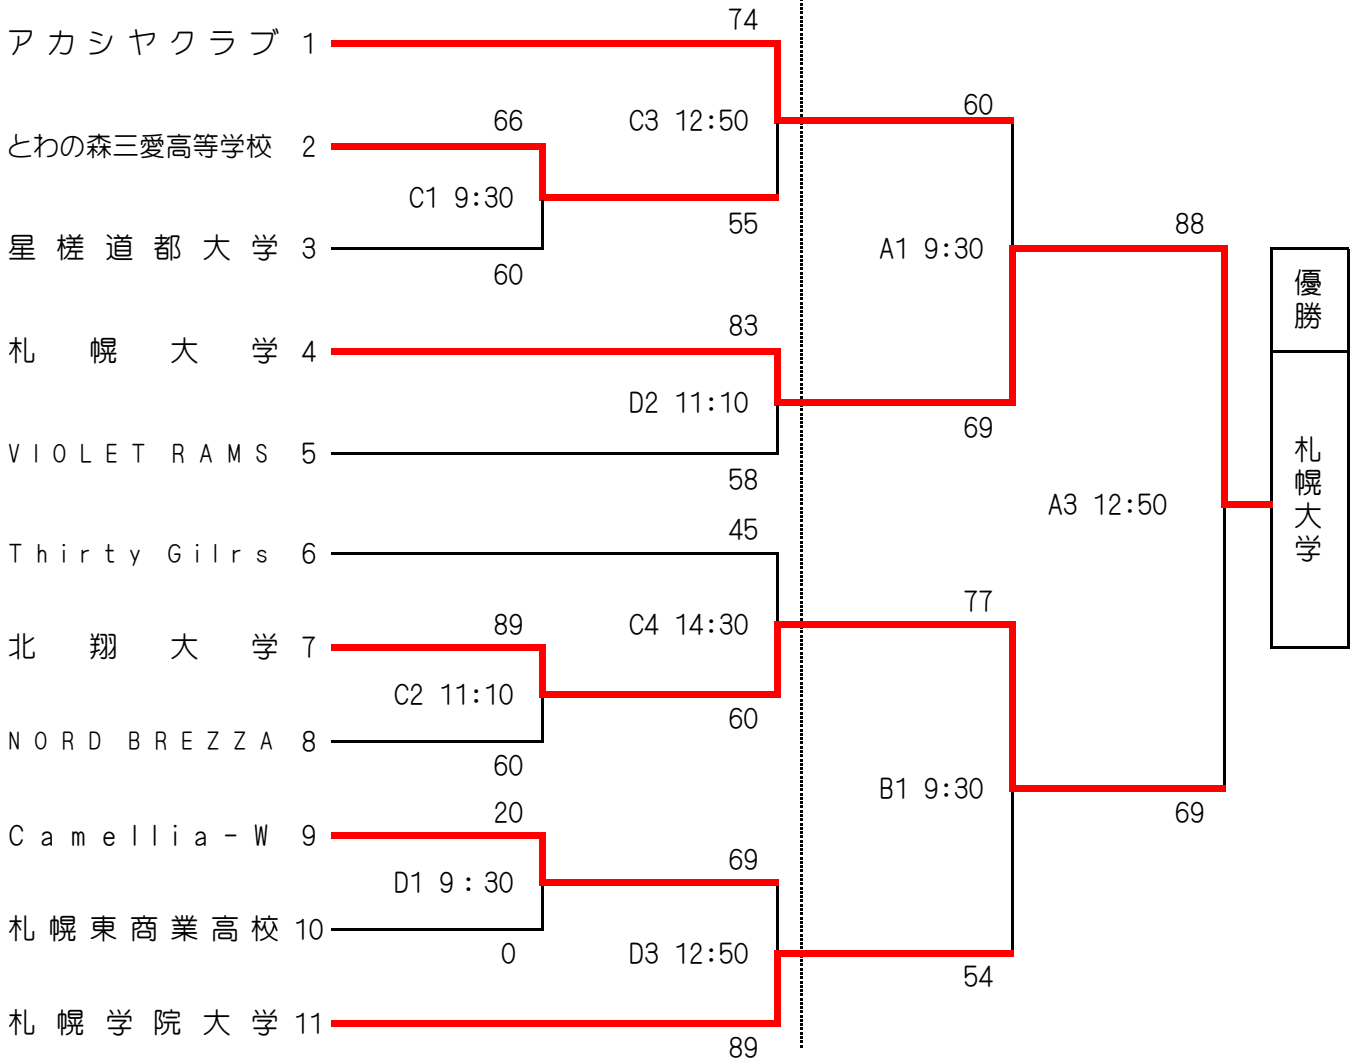 74
アカシヤクラブ 1
60
66
C3 12:50
とわの森三愛高等学校 2
C1 9:30
55
88
星槎道都大学 3
A1 9:30
60
優勝
83
札幌大学 4
D2 11:10
69
VIOLET RAMS 5
札幌大学
58
A3 12:50
45
Thirty Gilrs 6
77
89
C4 14:30
北翔大学 7
C2 11:10
60
NORD BREZZA 8
60
B1 9:30
20
69
Camellia-W 9
69
D1 9:30
札幌東商業高校 10
0
D3 12:50
54
札幌学院大学 11
89